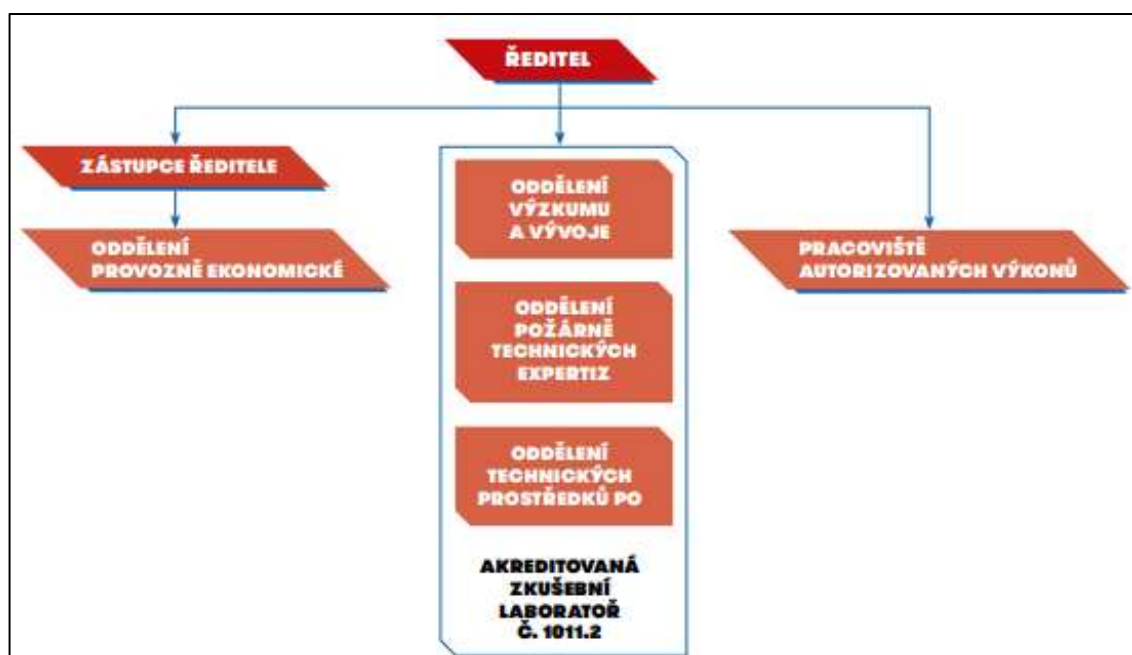 ŘEDITEL
ZÁSTUPCE ŘEDITELE
ODDĚLENÍ
PROVOZNĚ EKONOMICKÉ
ODDĚLENÍ
VÝZKUMU
A VÝVOJE
ODDĚLENÍ
POŽÁRNĚ
TECHNICKÝCH
EXPERTIZ
ODDĚLENÍ
TECHNICKÝCH
PROSTŘEDKŮ PO
AKREDITOVANÁ
ZKUŠEBNÍ
LABORATOŘ
Č. 1011.2
PRACOVIŠTĚ
AUTORIZOVANÝCH VÝKONŮ